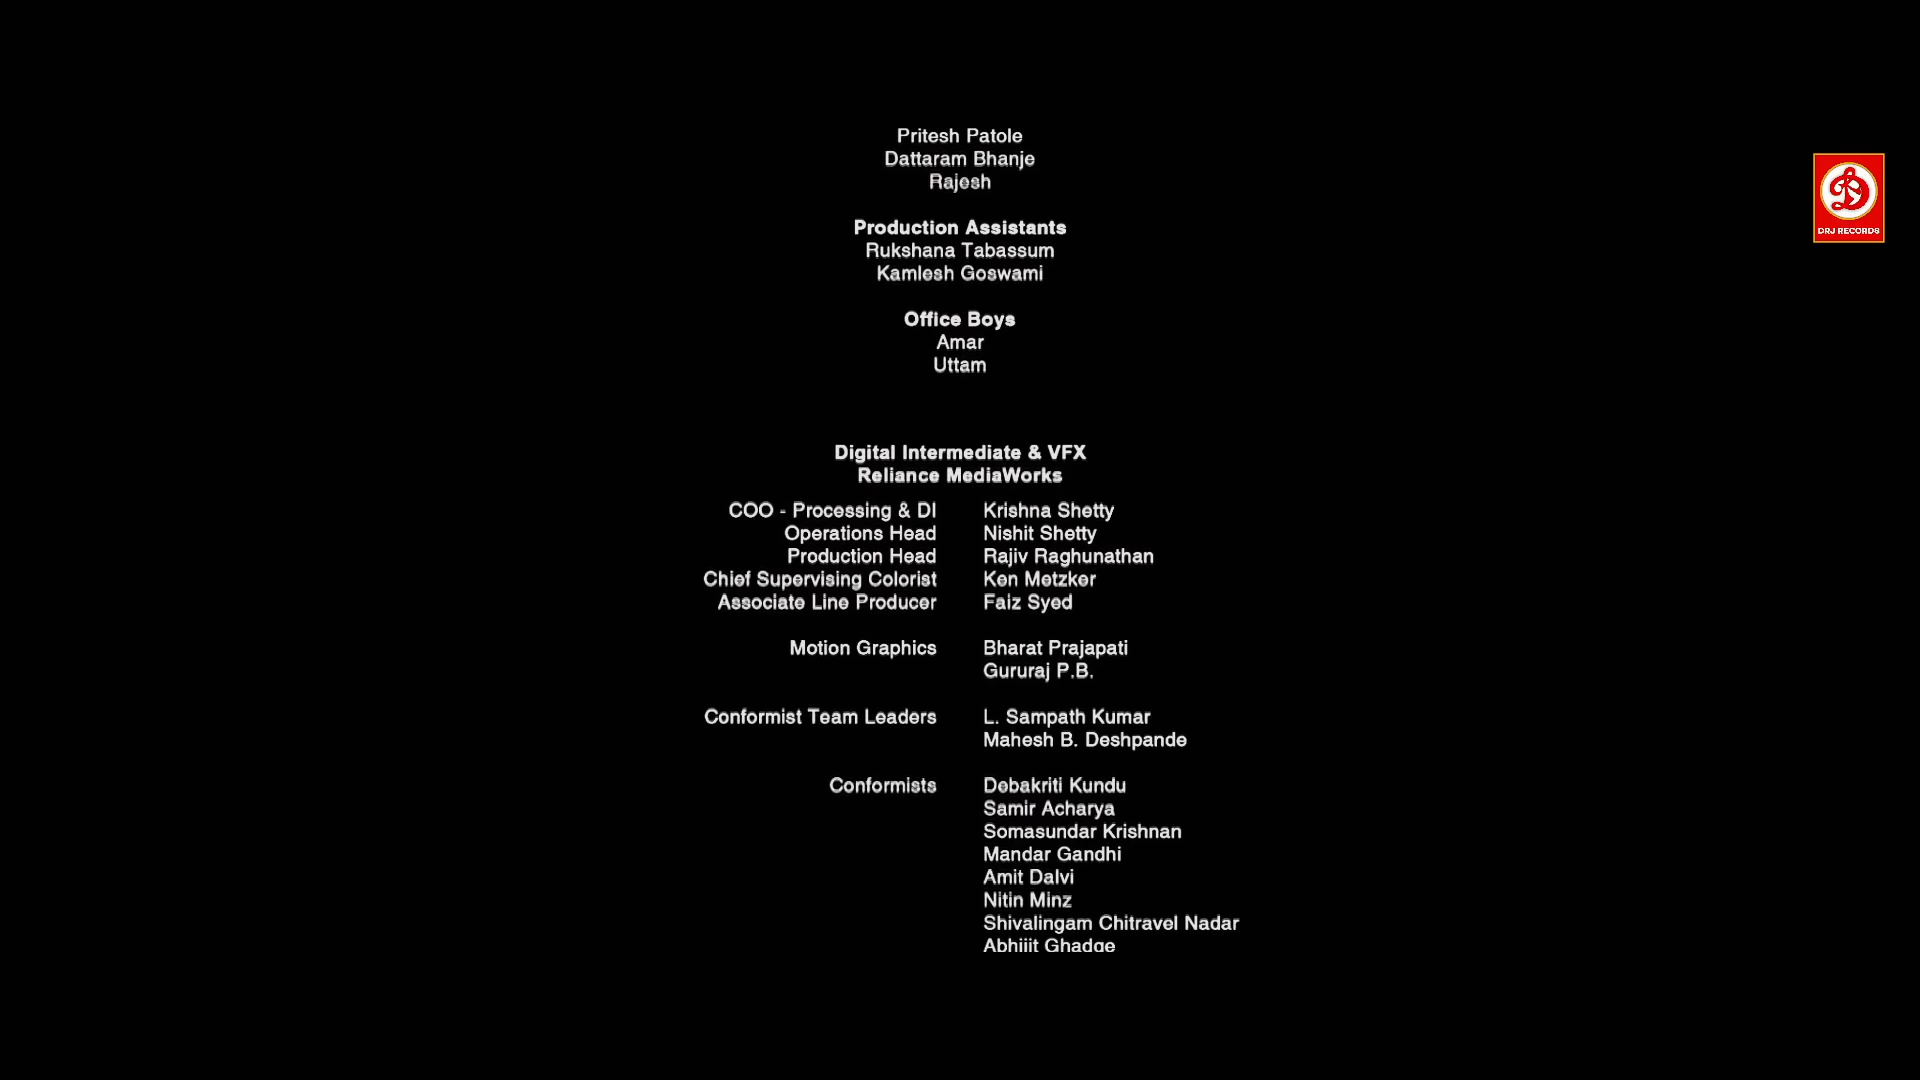 Pritesh Patole
Dattaram Bhanje
Rajesh
Production Assistants
Rukshana Tabassum
Kamlesh Goswami
Office Boys
Amar
Uttam
Digital Intermediate & VFX
Reliance MediaWorks
COO - Processing & DI Krishna Shetty
Operations Head Nishit Shetty
Production Head Rajiv Raghunathan
Chief Supervising Colorist Ken Metzker
Associate Line Producer Faiz Syed
Motion Graphics Bharat Prajapati
Gururaj P.B.
Conformist Team Leaders L. Sampath Kumar
Mahesh B. Deshpande
Conformists Debakriti Kundu
Samir Acharya
Somasundar Krishnan
Mandar Gandhi
Amit Dalvi
Nitin Minz
Shivalingam Chitravel Nadar
Abhijit Ghadge
DRJ RECORDS